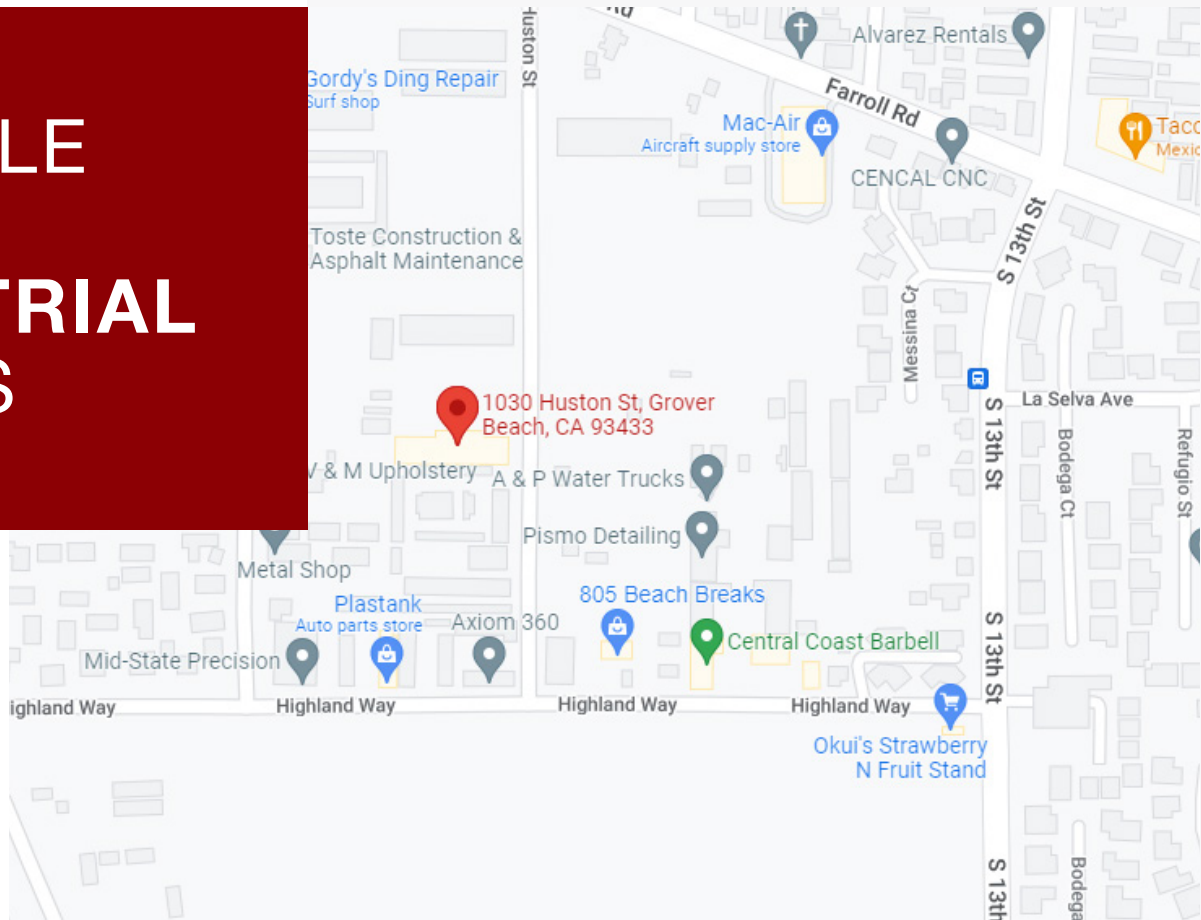 LE
TRIAL
S
Rd
Huston St
Alvarez Rentals
Gordy's Ding Repair
Surf shop
Farroll Rd
Mac-Air
Aircraft supply store
Taco
Mexic
CENCAL CNC
S 13th St
Toste Construction &
Asphalt Maintenance
Messina Ct
La Selva Ave
1030 Huston St, Grover
Beach, CA 93433
S 13th St
Bodega Ct
Refugio St
V & M Upholstery
A & P Water Trucks
Pismo Detailing
Metal Shop
Plastank
Auto parts store
Axiom 360
805 Beach Breaks
Central Coast Barbell
Mid-State Precision
S 13th St
ighland Way
Highland Way
Highland Way
Highland Way
Okui's Strawberry
N Fruit Stand
S 13th
Bodega